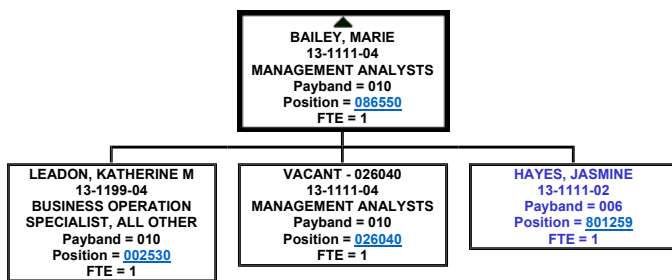 BAILEY, MARIE
13-1111-04
MANAGEMENT ANALYSTS
Payband = 010
Position = 086550
FTE = 1
LEADON, KATHERINE M
13-1199-04
BUSINESS OPERATION
SPECIALIST, ALL OTHER
Payband = 010
Position = 002530
FTE = 1
VACANT - 026040
13-1111-04
MANAGEMENT ANALYSTS
Payband = 010
Position = 026040
FTE = 1
HAYES, JASMINE
13-1111-02
Payband = 006
Position = 801259
FTE = 1